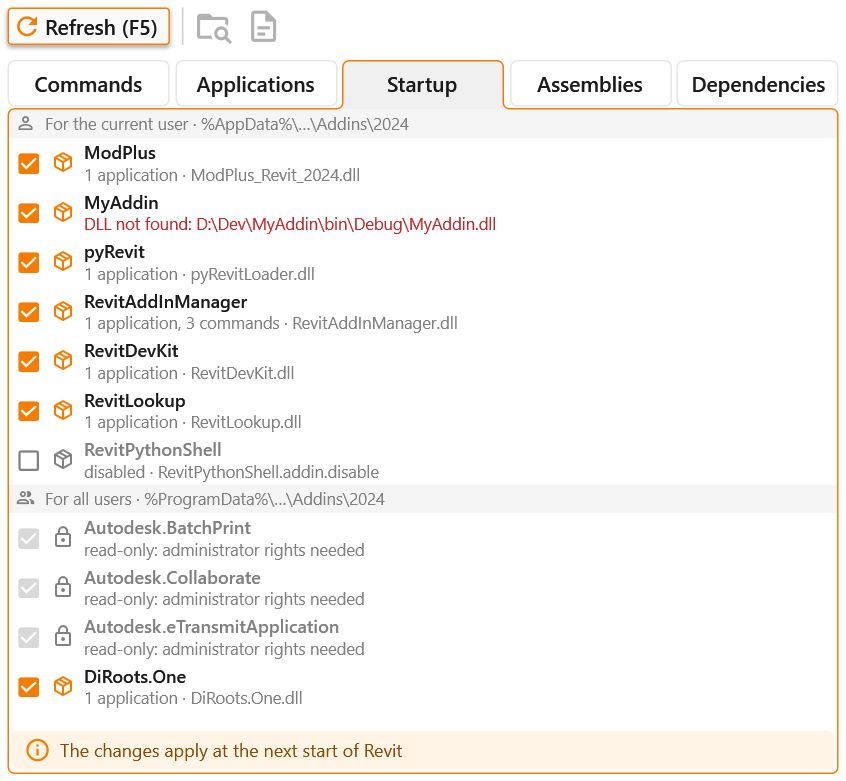 Refresh (F5)
Commands
Applications
Startup
Assemblies
Dependencies
For the current user · %AppData%\...\Addins\2024
ModPlus
1 application · ModPlus_Revit_2024.dll
MyAddin
DLL not found: D:\Dev\MyAddin\bin\Debug\MyAddin.dll
pyRevit
1 application · pyRevitLoader.dll
RevitAddInManager
1 application, 3 commands · RevitAddInManager.dll
RevitDevKit
1 application · RevitDevKit.dll
RevitLookup
1 application · RevitLookup.dll
RevitPythonShell
disabled · RevitPythonShell.addin.disable
For all users · %ProgramData%\...\Addins\2024
Autodesk.BatchPrint
read-only: administrator rights needed
Autodesk.Collaborate
read-only: administrator rights needed
Autodesk.eTransmitApplication
read-only: administrator rights needed
DiRoots.One
1 application · DiRoots.One.dll
The changes apply at the next start of Revit